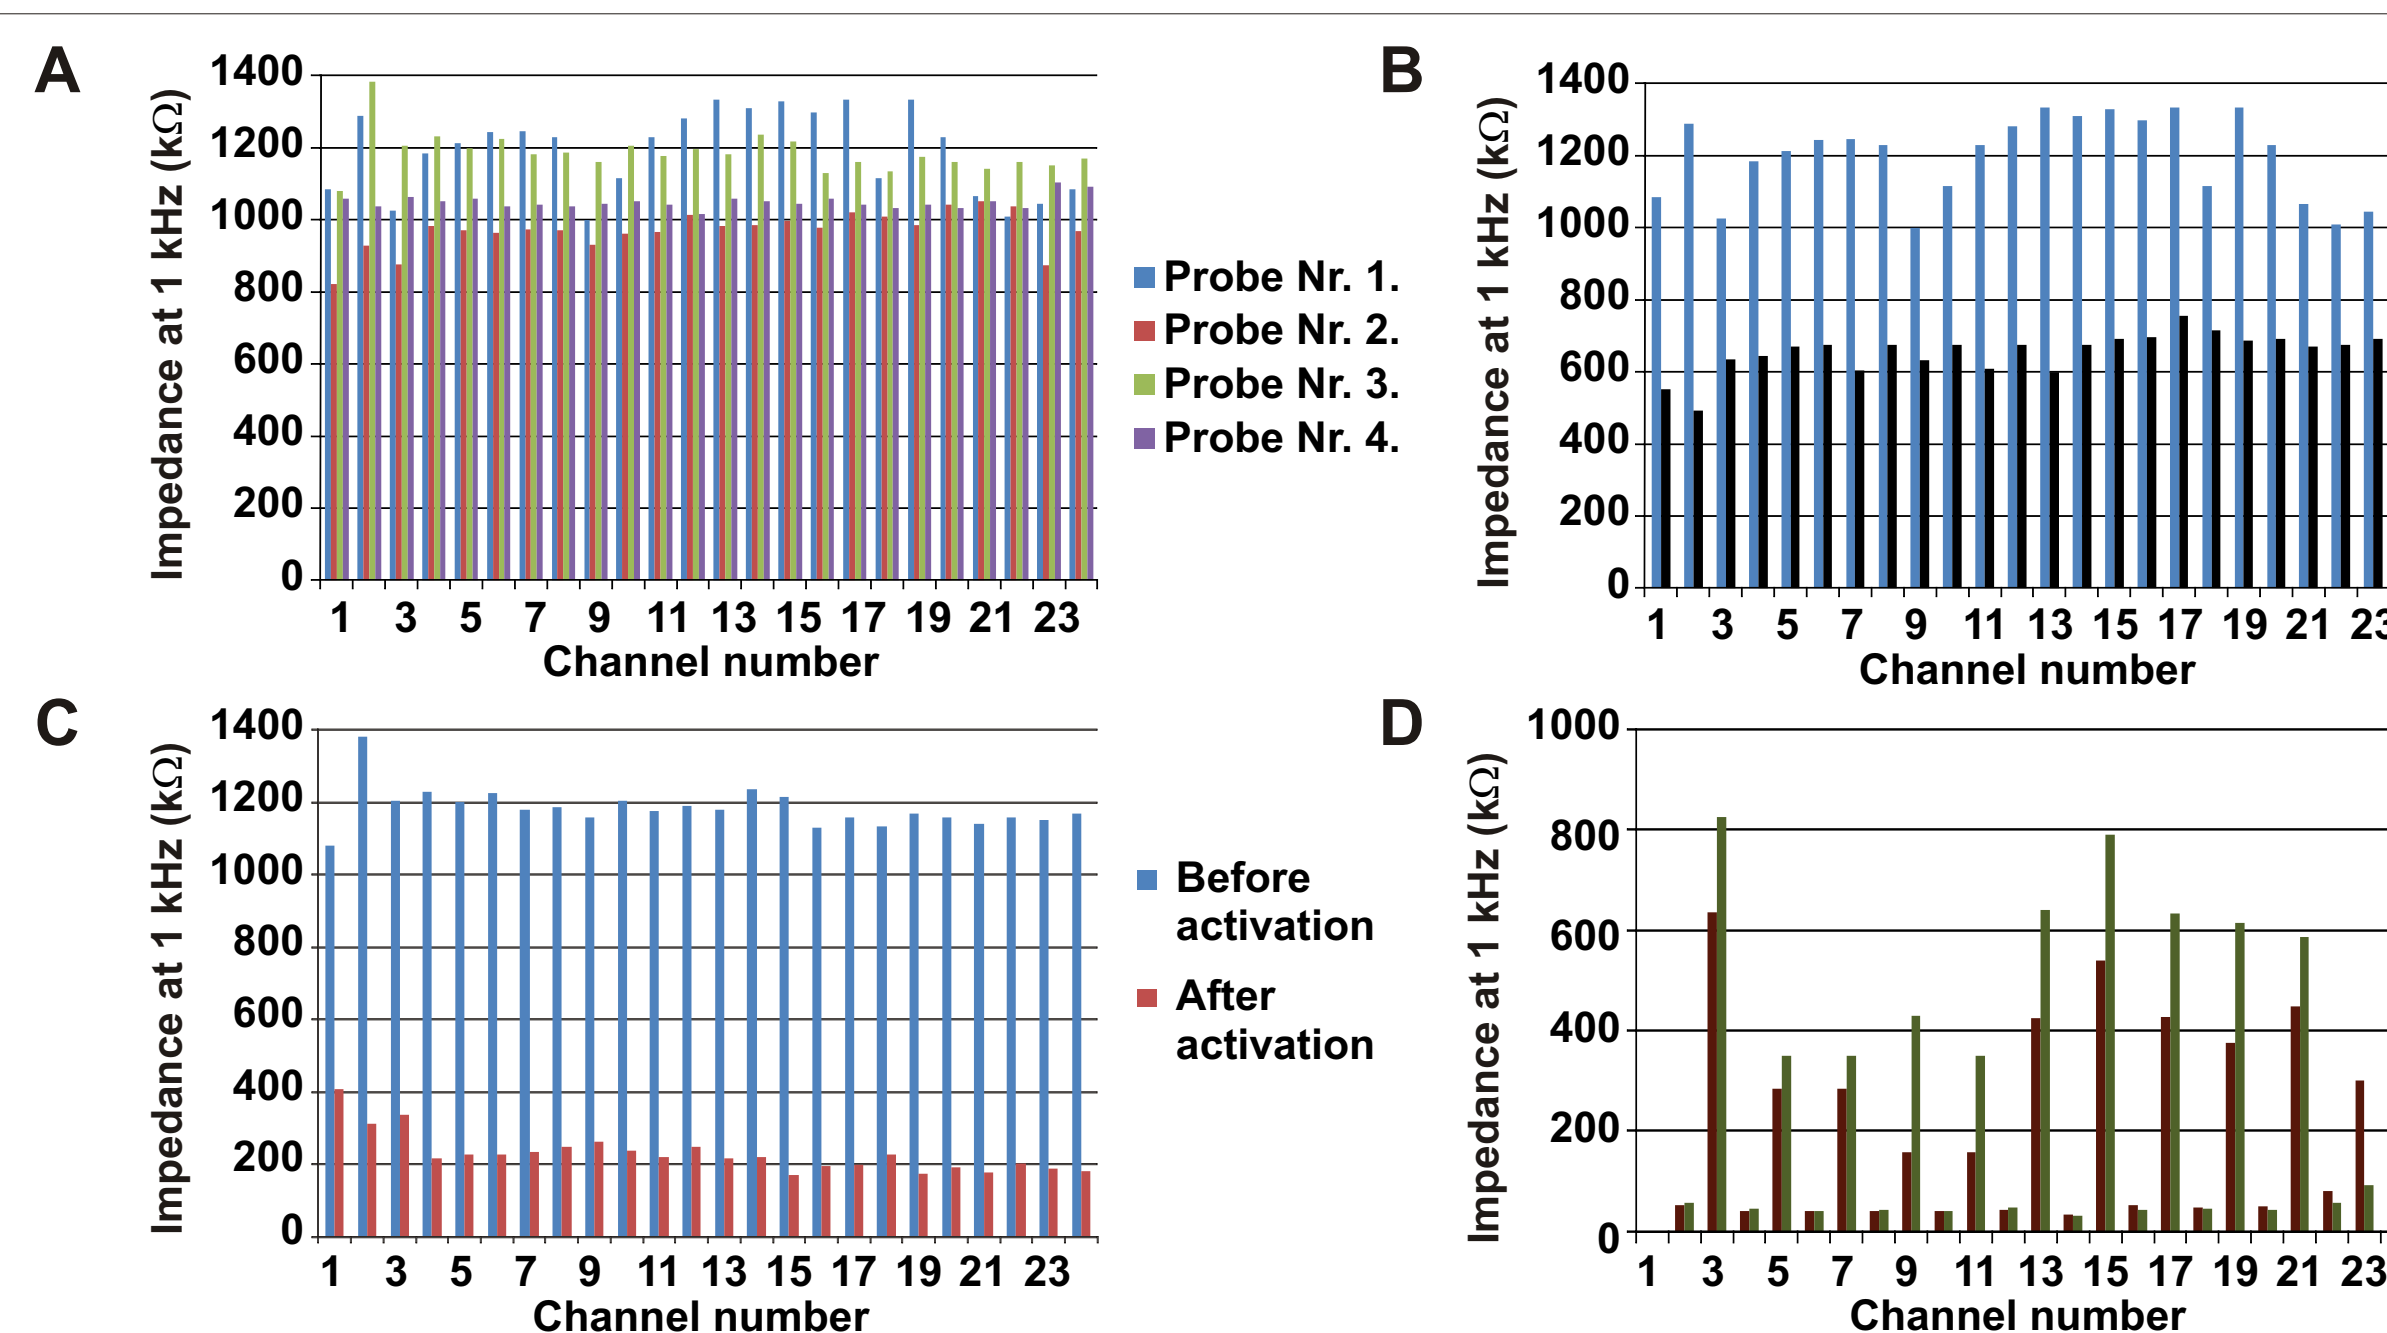 A
Impedance at 1 kHz (kΩ)
1400
1200
1000
800
600
400
200
0
1 3 5 7 9 11 13 15 17 19 21 23
Channel number
Probe Nr. 1.
Probe Nr. 2.
Probe Nr. 3.
Probe Nr. 4.
B
Impedance at 1 kHz (kΩ)
1400
1200
1000
800
600
400
200
0
1 3 5 7 9 11 13 15 17 19 21 23
Channel number
C
Impedance at 1 kHz (kΩ)
1400
1200
1000
800
600
400
200
0
1 3 5 7 9 11 13 15 17 19 21 23
Channel number
Before
activation
After
activation
D
Impedance at 1 kHz (kΩ)
1000
800
600
400
200
0
1 3 5 7 9 11 13 15 17 19 21 23
Channel number